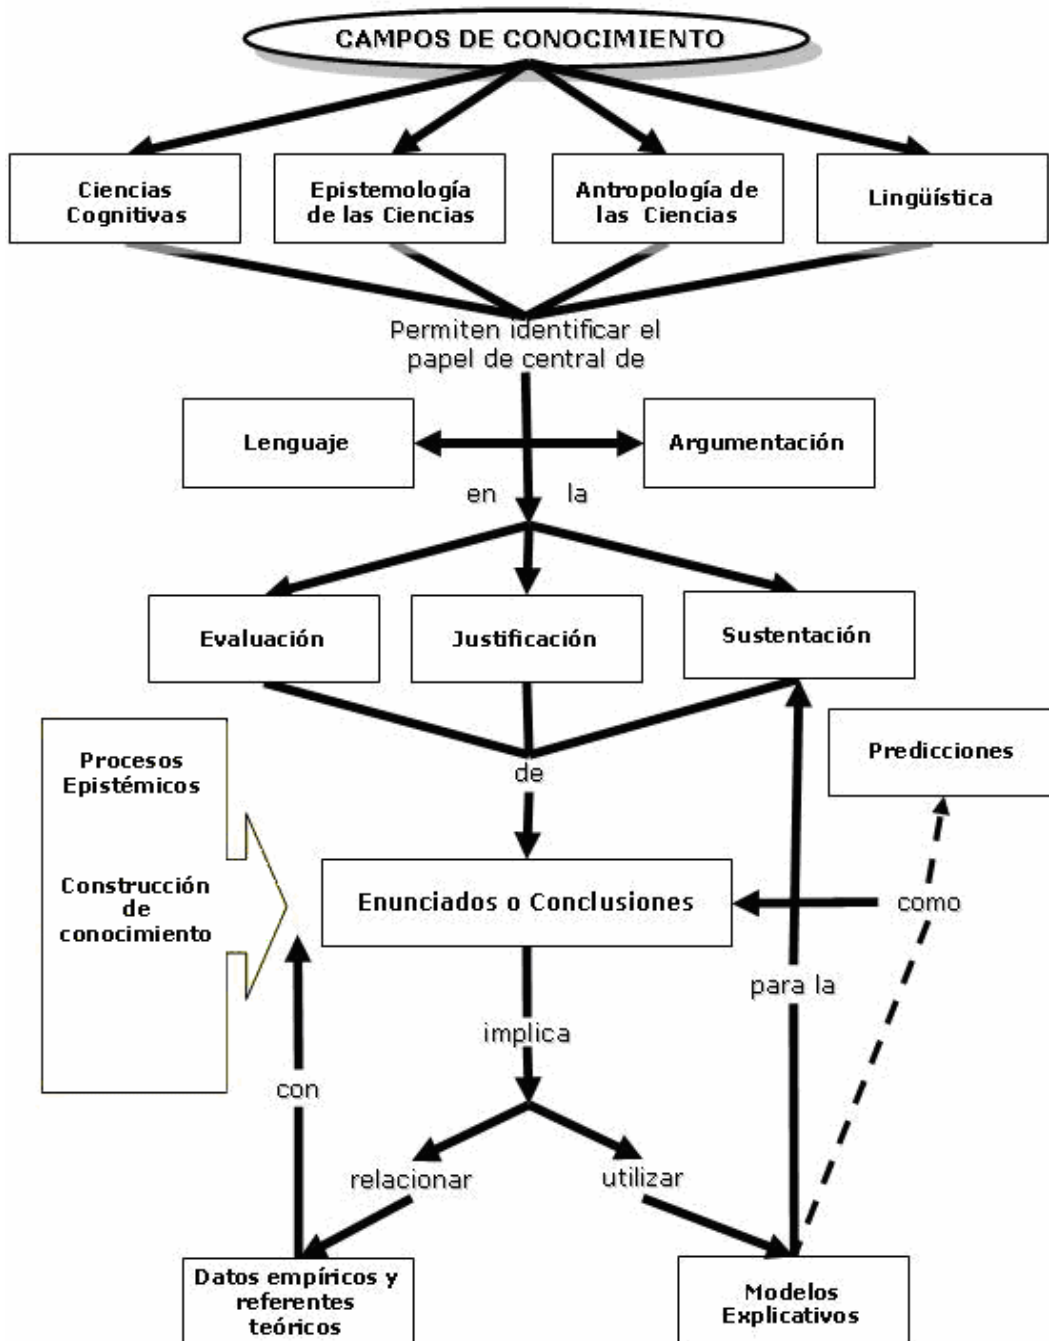 CAMPOS DE CONOCIMIENTO
Ciencias
Cognitivas
Epistemología
de las Ciencias
Antropología de
las Ciencias
Lingüística
Permiten identificar el
papel de central de
Lenguaje
Argumentación
en la
Evaluación
Justificación
Sustentación
Procesos
Epistémicos
Construcción
de
conocimiento
Predicciones
de
Enunciados o Conclusiones
como
para la
implica
con
relacionar
utilizar
Datos empíricos y
referentes
teóricos
Modelos
Explicativos